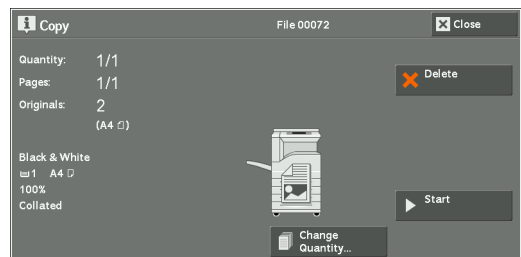 Copy
File 00072
Close
Quantity: 1/1
Pages: 1/1
Originals: 2
(A4)
Delete
Black & White
1 A4
100%
Collated
Start
Change
Quantity...